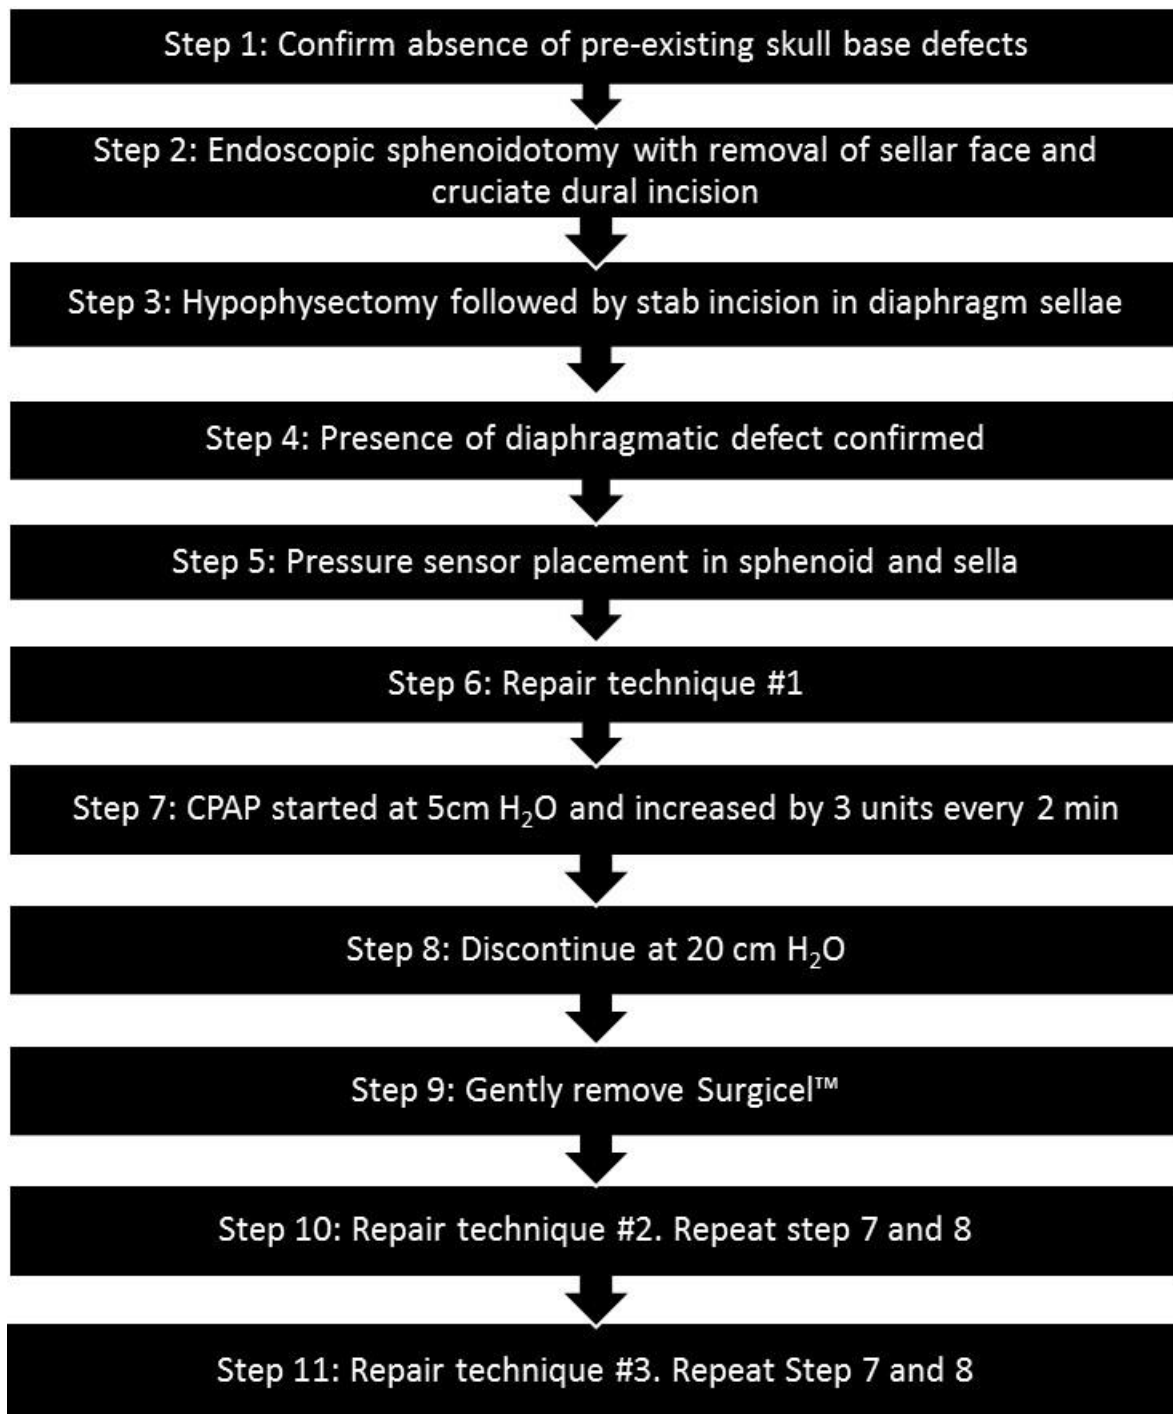 Step 1: Confirm absence of pre-existing skull base defects
Step 2: Endoscopic sphenoidotomy with removal of sellar face and
cruciate dural incision
Step 3: Hypophysectomy followed by stab incision in diaphragm sellae
Step 4: Presence of diaphragmatic defect confirmed
Step 5: Pressure sensor placement in sphenoid and sella
Step 6: Repair technique #1
Step 7: CPAP started at 5cm H₂O and increased by 3 units every 2 min
Step 8: Discontinue at 20 cm H₂O
Step 9: Gently remove Surgicel™
Step 10: Repair technique #2. Repeat step 7 and 8
Step 11: Repair technique #3. Repeat Step 7 and 8